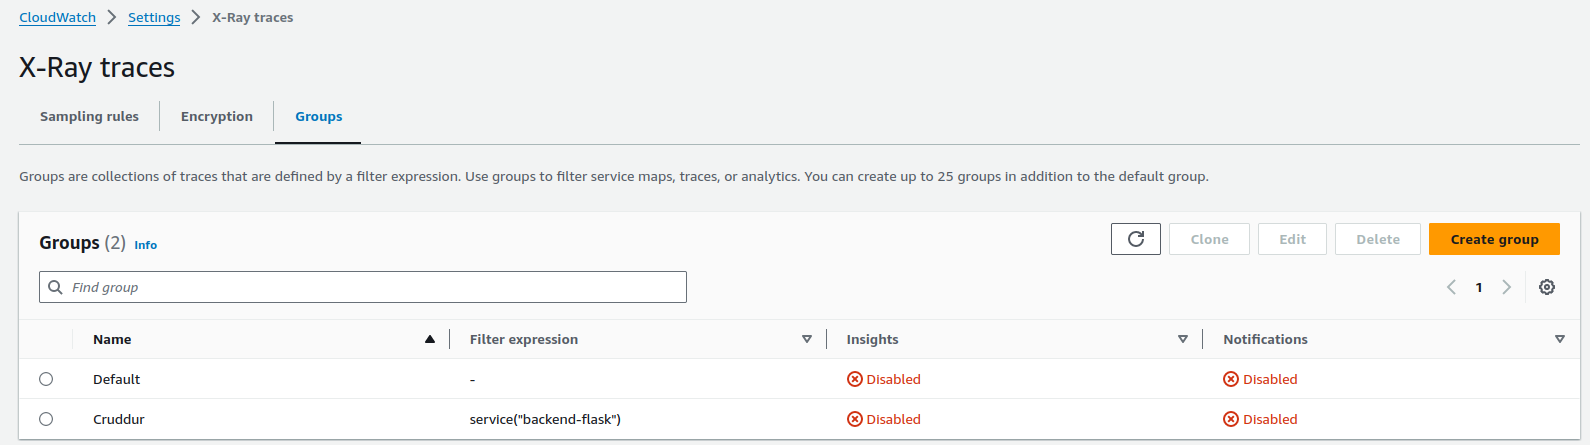 CloudWatch > Settings > X-Ray traces
X-Ray traces
Sampling rules Encryption Groups
Groups are collections of traces that are defined by a filter expression. Use groups to filter service maps, traces, or analytics. You can create up to 25 groups in addition to the default group.
Groups (2) Info Clone Edit Delete Create group
Find group 1
Name Filter expression Insights Notifications
Default - Disabled Disabled
Cruddur service("backend-flask") Disabled Disabled